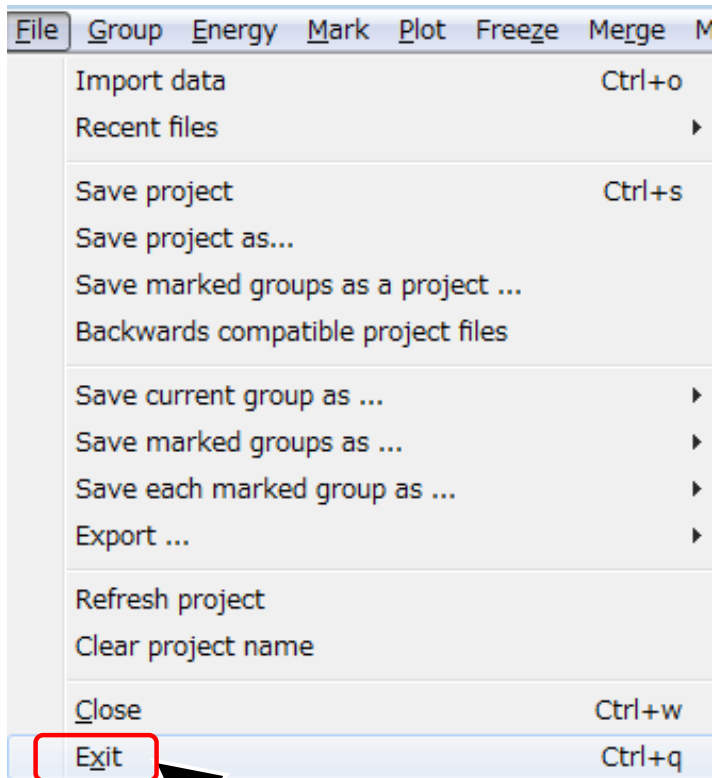 File Group Energy Mark Plot Freeze Merge M
Import data Ctrl+o
Recent files
Save project Ctrl+s
Save project as...
Save marked groups as a project ...
Backwards compatible project files
Save current group as ...
Save marked groups as ...
Save each marked group as ...
Export ...
Refresh project
Clear project name
Close Ctrl+w
Exit Ctrl+q